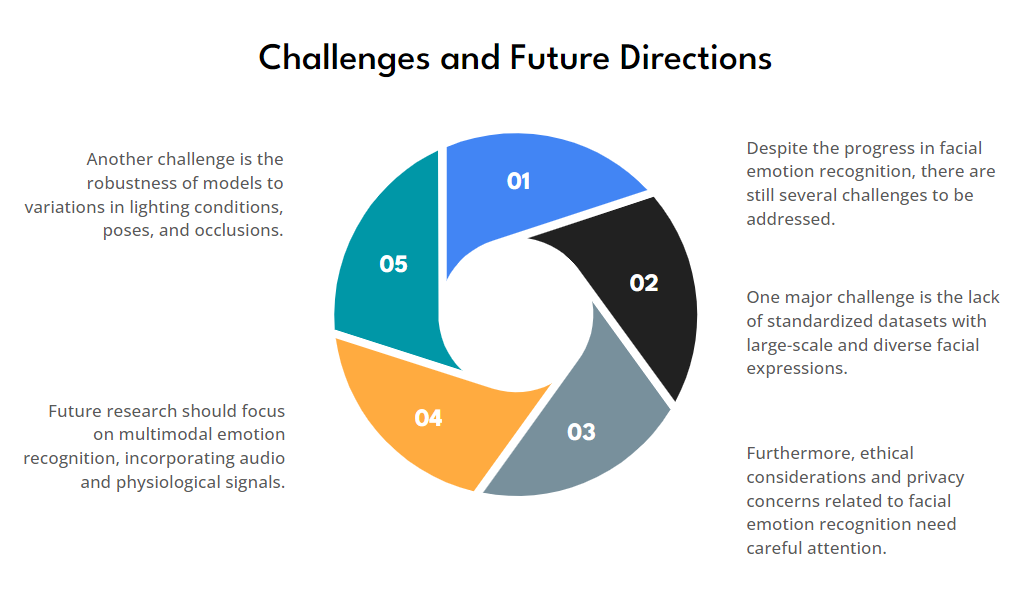 Challenges and Future Directions
Another challenge is the
robustness of models to
variations in lighting conditions,
poses, and occlusions.
Future research should focus
on multimodal emotion
recognition, incorporating audio
and physiological signals.
01
02
03
04
05
Despite the progress in facial
emotion recognition, there are
still several challenges to be
addressed.
One major challenge is the lack
of standardized datasets with
large-scale and diverse facial
expressions.
Furthermore, ethical
considerations and privacy
concerns related to facial
emotion recognition need
careful attention.